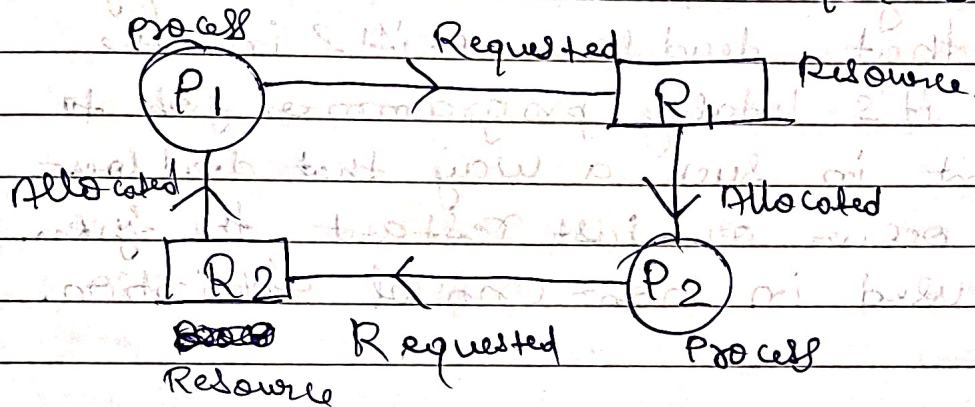 process
Requested
P1
R1
Resource
Allocated
Allocated
R2
P2
Requested
Process
Resource